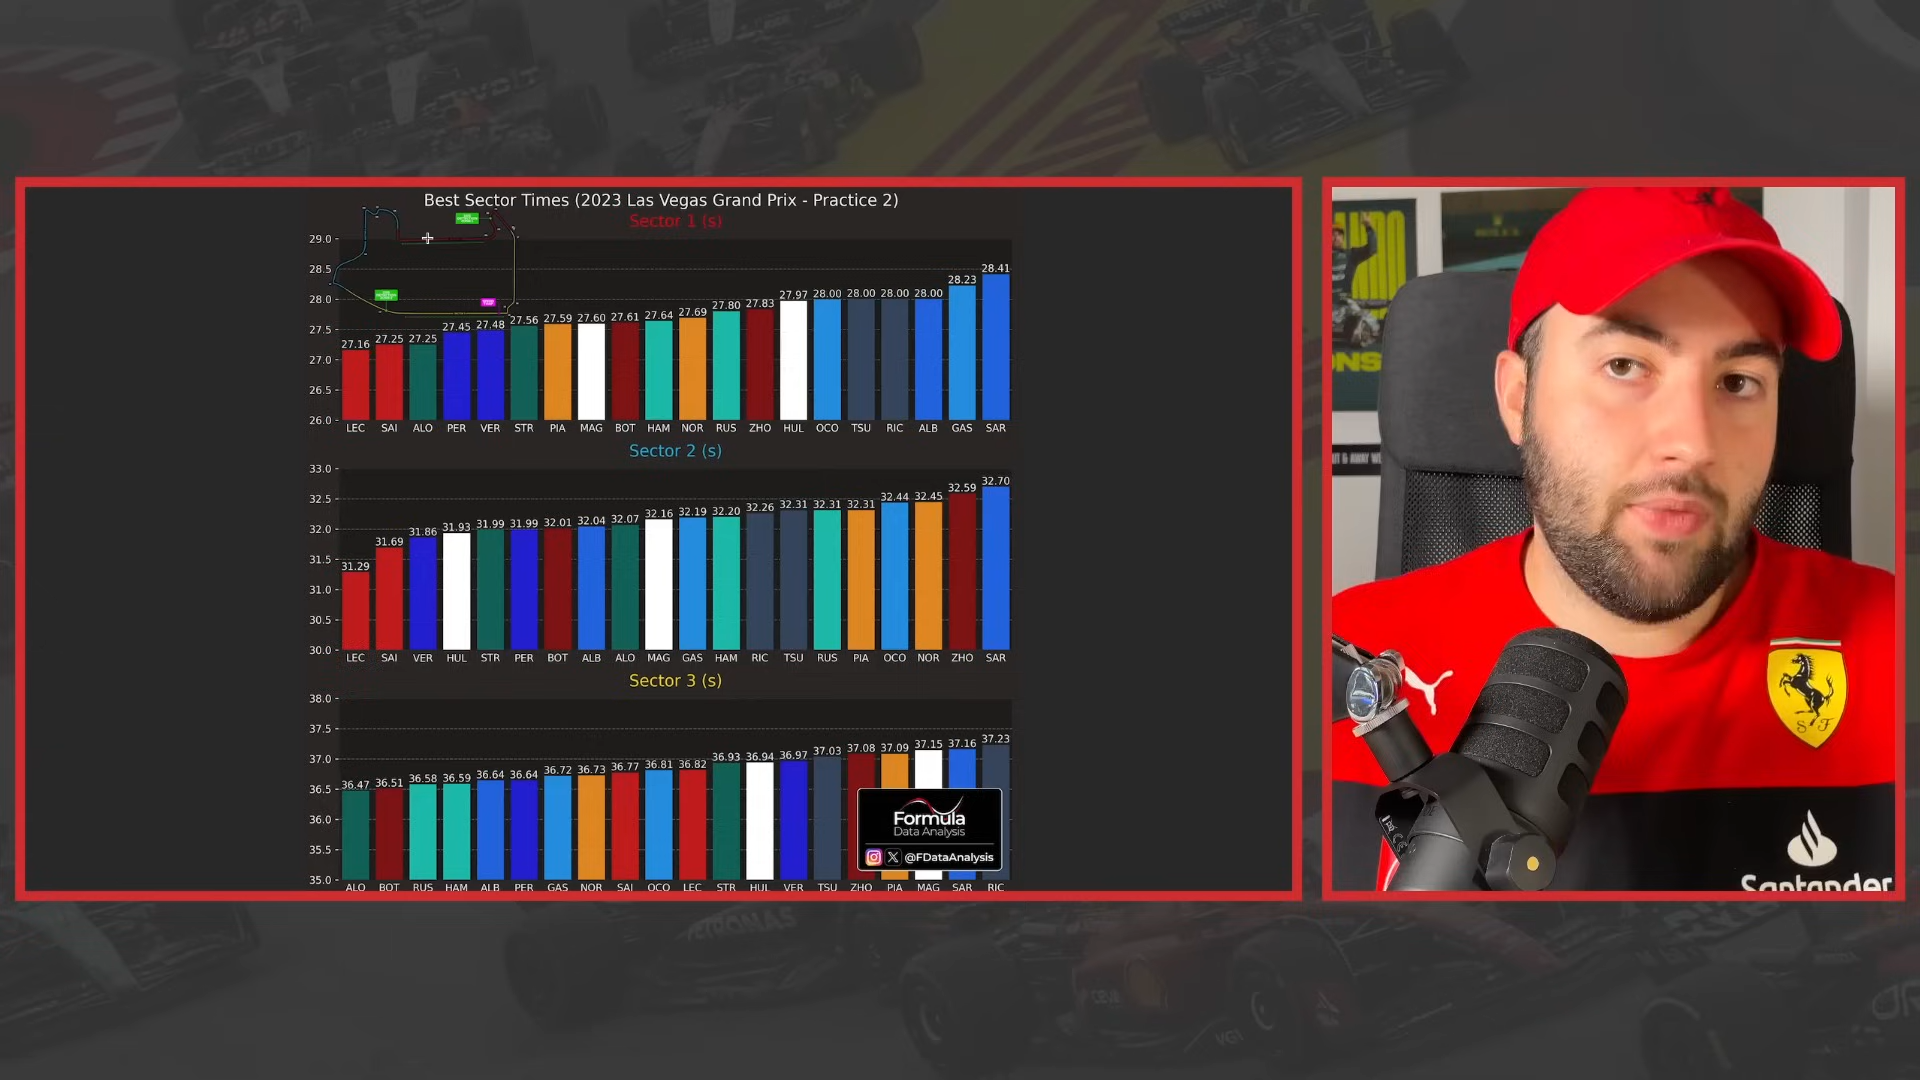 Best Sector Times (2023 Las Vegas Grand Prix - Practice 2)
Sector 1 (s)
29.0
28.5
28.0
27.5
27.0
26.5
26.0
27.16 27.25 27.25 27.45 27.48 27.56 27.59 27.60 27.61 27.64 27.69 27.80 27.83 27.97 28.00 28.00 28.00 28.00 28.23 28.41
LEC SAI ALO PER VER STR PIA MAG BOT HAM NOR RUS ZHO HUL OCO TSU RIC ALB GAS SAR
Sector 2 (s)
33.0
32.5
32.0
31.5
31.0
30.5
30.0
31.29 31.69 31.86 31.93 31.99 31.99 32.01 32.04 32.07 32.16 32.19 32.20 32.26 32.31 32.31 32.31 32.44 32.45 32.59 32.70
LEC SAI VER HUL STR PER BOT ALB ALO MAG GAS HAM RIC TSU RUS PIA OCO NOR ZHO SAR
Sector 3 (s)
38.0
37.5
37.0
36.5
36.0
35.5
35.0
36.47 36.51 36.58 36.59 36.64 36.64 36.72 36.73 36.77 36.81 36.82 36.93 36.94 36.97 37.03 37.08 37.09 37.15 37.16 37.23
ALO BOT RUS HAM ALB PER GAS NOR SAI OCO LEC STR HUL VER TSU ZHO PIA MAG SAR RIC
Formula
Data Analysis
@FDataAnalysis
S F
Santander
PETRONAS